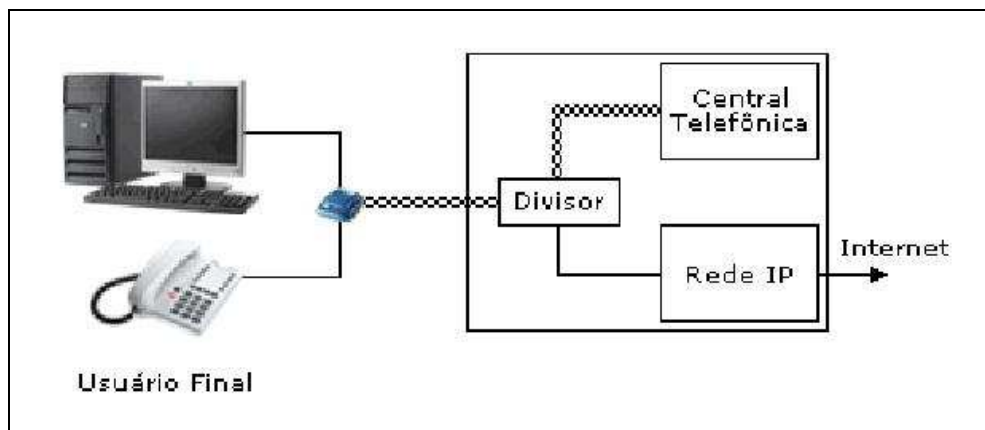 Central
Telefônica
Divisor
Rede IP
Internet
Usuário Final